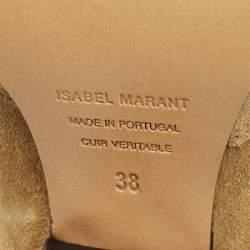 ISABEL MARANT
MADE IN PORTUGAL
CUIR VERITABLE
38